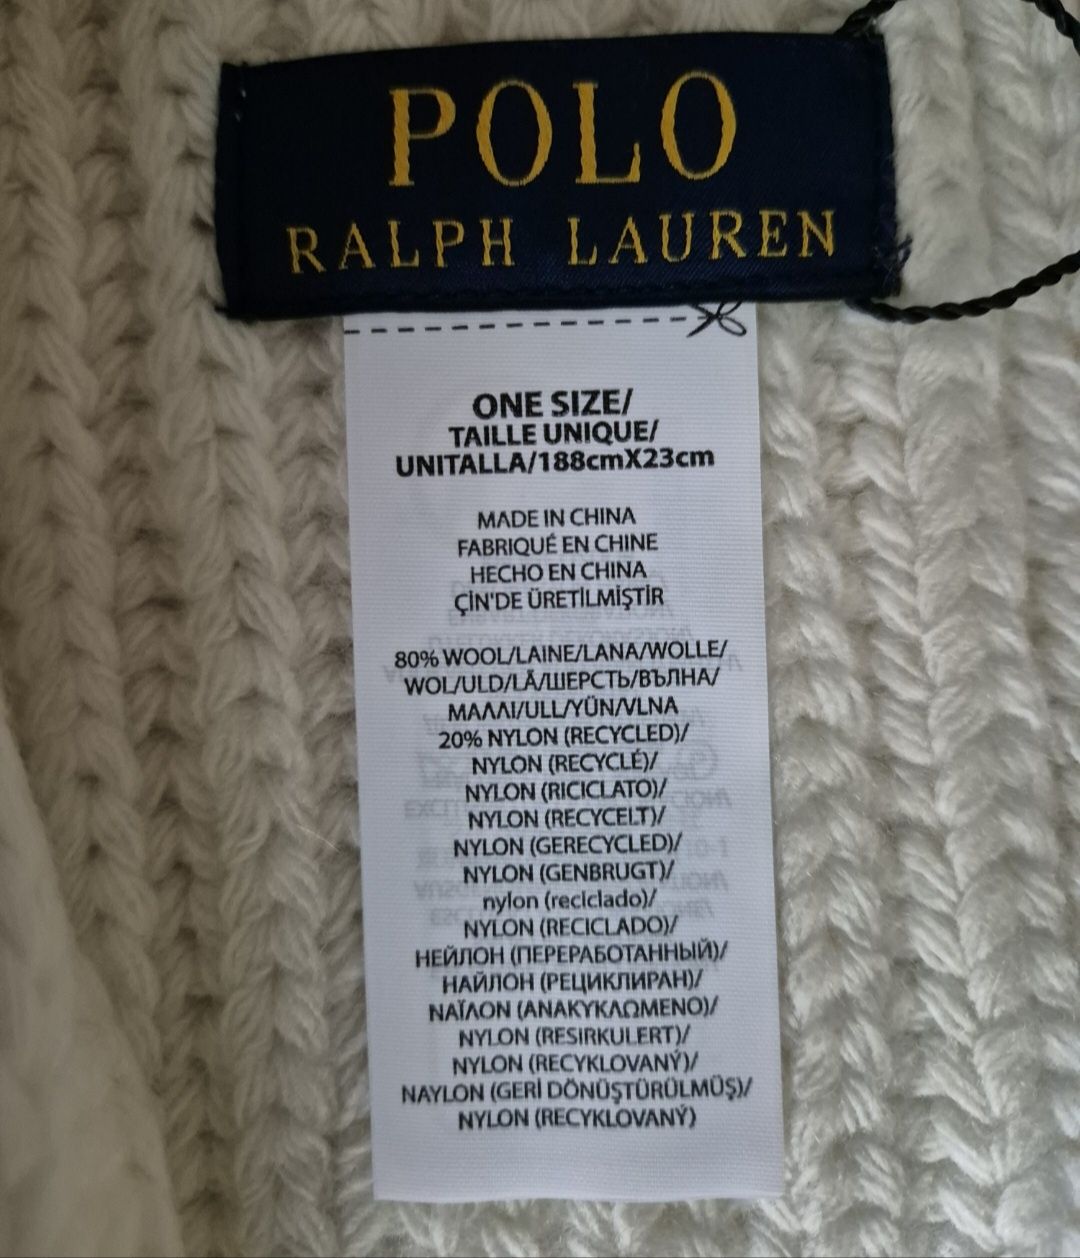 POLO
RALPH LAUREN
ONE SIZE/
TAILLE UNIQUE/
UNITALLA/188cmX23cm
MADE IN CHINA
FABRIQUÉ EN CHINE
HECHO EN CHINA
ÇİN'DE ÜRETİLMİŞTİR
80% WOOL/LAINE/LANA/WOLLE/
WOL/ULD/LÃ/ШЕРСТЬ/ВЪЛНА/
ΜΑΛΛΙ/ULL/YÜN/VLNA
20% NYLON (RECYCLED)/
NYLON (RECYCLÉ)/
NYLON (RICICLATO)/
NYLON (RECYCELT)/
NYLON (GERECYCLED)/
NYLON (GENBRUGT)/
nylon (reciclado)/
NYLON (RECICLADO)/
НЕЙЛОН (ПЕРЕРАБОТАННЫЙ)/
НАЙЛОН (РЕЦИКЛИРАН)/
ΝΑΪΛΟΝ (ΑΝΑΚΥΚΛΩΜΕΝΟ)/
NYLON (RESIRKULERT)/
NYLON (RECYKLOVANÝ)/
NAYLON (GERİ DÖNÜŞTÜRÜLMÜŞ)/
NYLON (RECYKLOVANÝ)